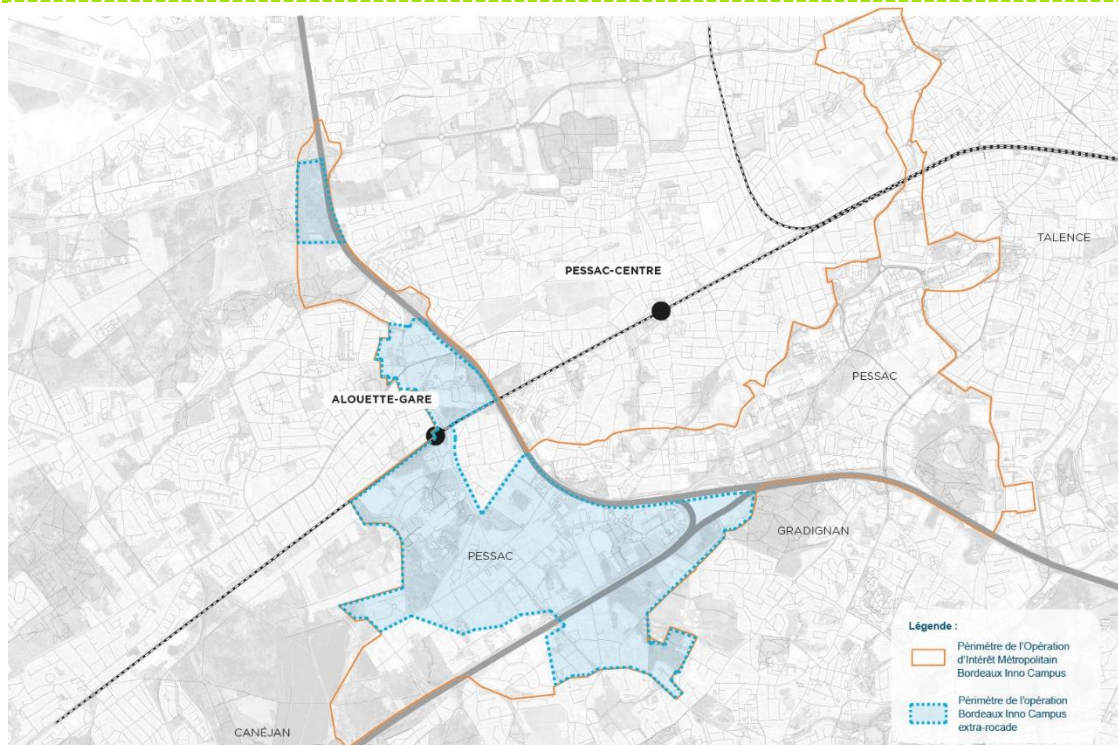 TALENCE
PESSAC-CENTRE
PESSAC
ALOUETTE-GARE
GRADIGNAN
PESSAC
CANÉJAN
Légende :
Périmètre de l'Opération
d'Intérêt Métropolitain
Bordeaux Inno Campus
Périmètre de l'opération
Bordeaux Inno Campus
extra-rocade